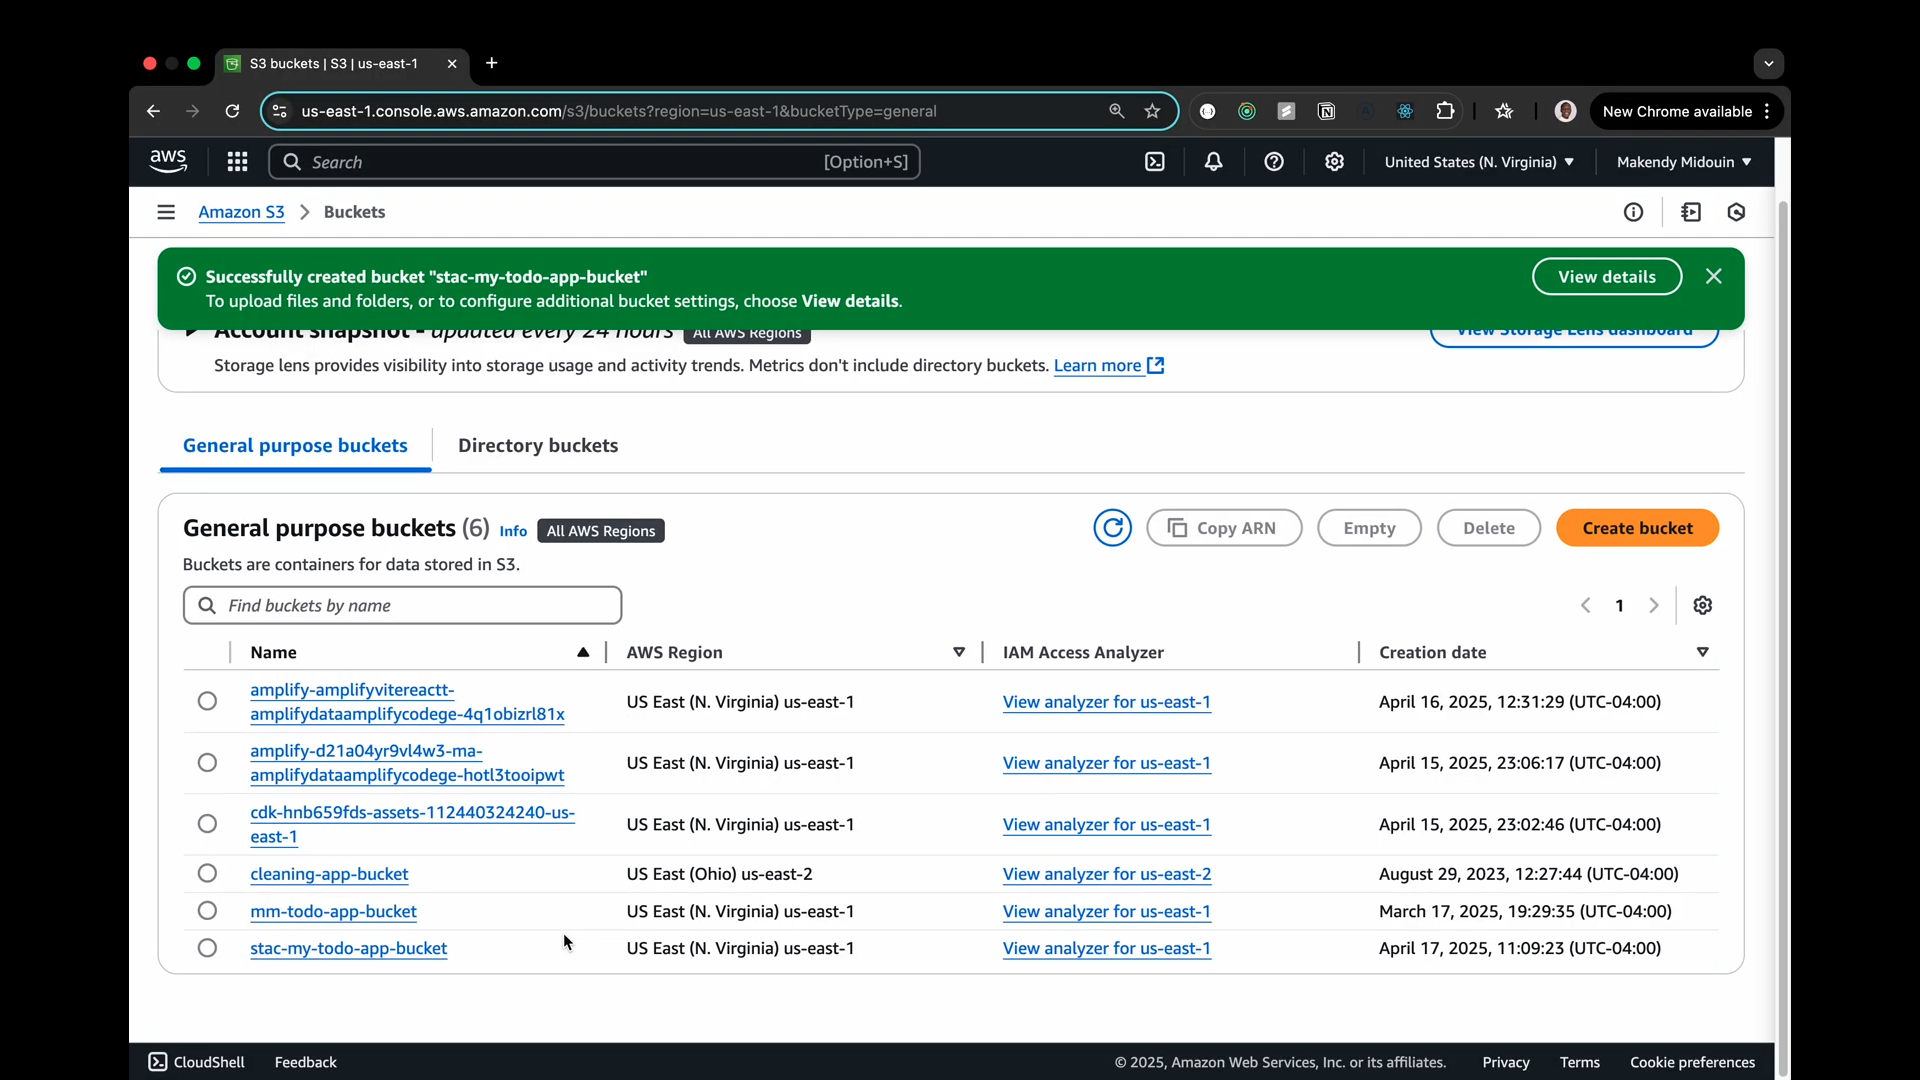 S3 buckets | S3 | us-east-1
us-east-1.console.aws.amazon.com/s3/buckets?region=us-east-1&bucketType=general
New Chrome available
aws
Search
[Option+S]
United States (N. Virginia)
Makendy Midouin
Amazon S3 > Buckets
Successfully created bucket "stac-my-todo-app-bucket"
To upload files and folders, or to configure additional bucket settings, choose View details.
View details
Account snapshot - updated every 24 hours
All AWS Regions
View Storage Lens dashboard
Storage lens provides visibility into storage usage and activity trends. Metrics don't include directory buckets. Learn more
General purpose buckets
Directory buckets
General purpose buckets (6) Info All AWS Regions
Copy ARN
Empty
Delete
Create bucket
Buckets are containers for data stored in S3.
Find buckets by name
1
Name
AWS Region
IAM Access Analyzer
Creation date
amplify-amplifyvitereactt-
amplifydataamplifycodege-4q1obizrl81x
US East (N. Virginia) us-east-1
View analyzer for us-east-1
April 16, 2025, 12:31:29 (UTC-04:00)
amplify-d21a04yr9vl4w3-ma-
amplifydataamplifycodege-hotl3tooipwt
US East (N. Virginia) us-east-1
View analyzer for us-east-1
April 15, 2025, 23:06:17 (UTC-04:00)
cdk-hnb659fds-assets-112440324240-us-
east-1
US East (N. Virginia) us-east-1
View analyzer for us-east-1
April 15, 2025, 23:02:46 (UTC-04:00)
cleaning-app-bucket
US East (Ohio) us-east-2
View analyzer for us-east-2
August 29, 2023, 12:27:44 (UTC-04:00)
mm-todo-app-bucket
US East (N. Virginia) us-east-1
View analyzer for us-east-1
March 17, 2025, 19:29:35 (UTC-04:00)
stac-my-todo-app-bucket
US East (N. Virginia) us-east-1
View analyzer for us-east-1
April 17, 2025, 11:09:23 (UTC-04:00)
CloudShell
Feedback
© 2025, Amazon Web Services, Inc. or its affiliates.
Privacy
Terms
Cookie preferences